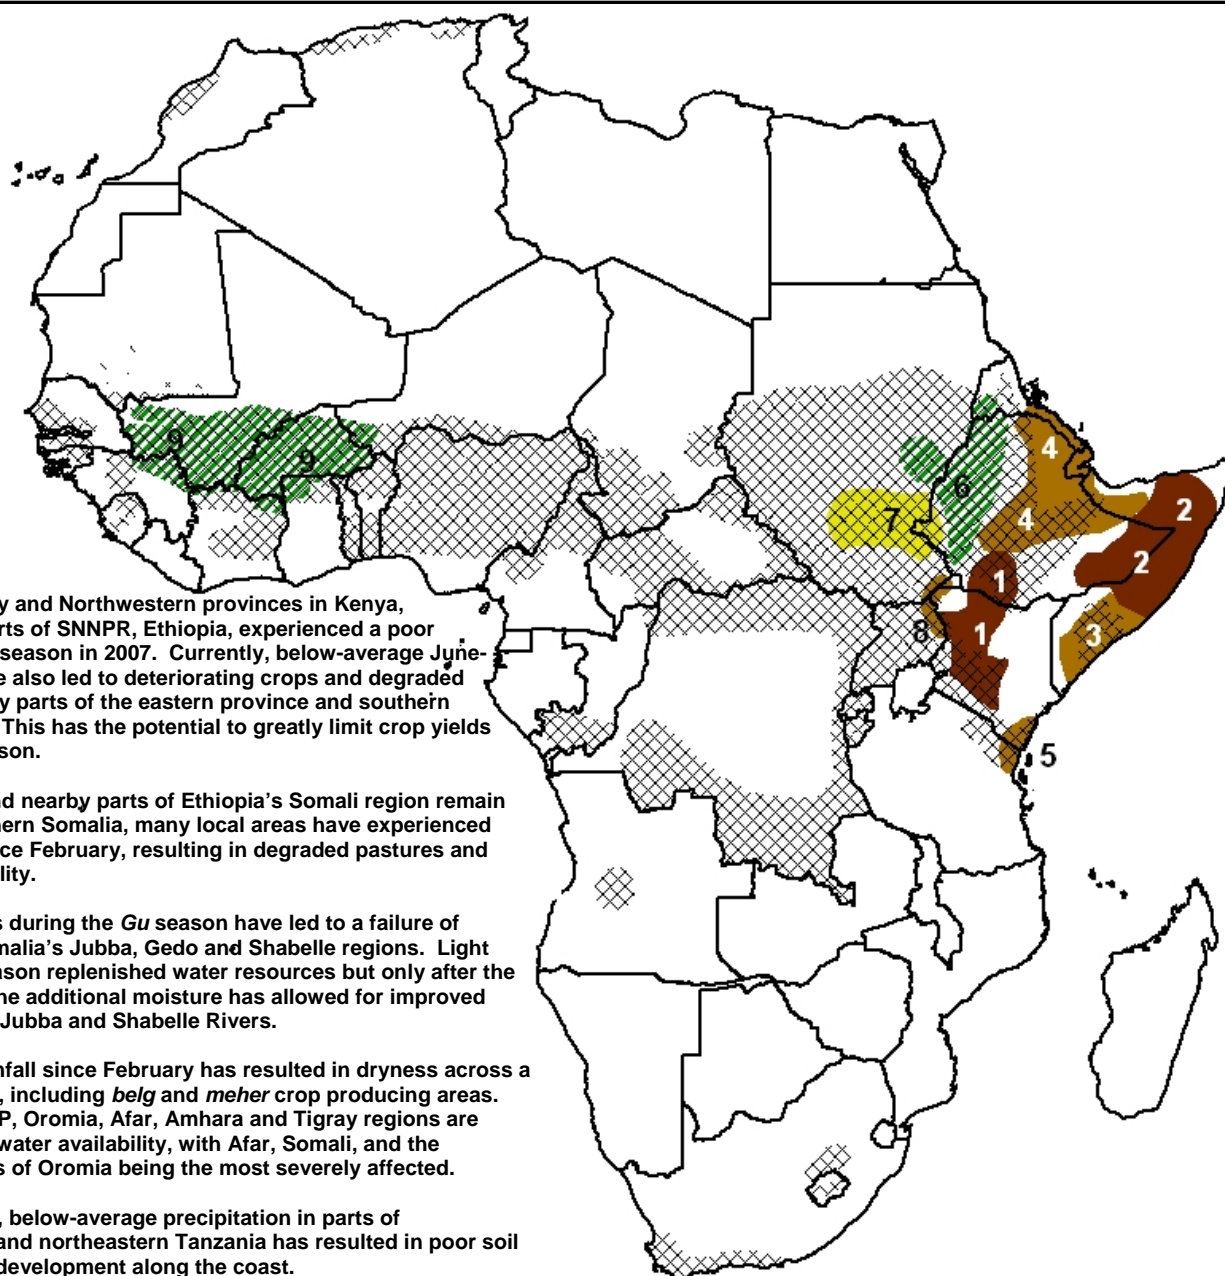 9
9
6
7
4
4
2
2
1
1
3
8
5
y and Northwestern provinces in Kenya,
rts of SNNPR, Ethiopia, experienced a poor
season in 2007.  Currently, below-average June-
e also led to deteriorating crops and degraded
y parts of the eastern province and southern
This has the potential to greatly limit crop yields
son.
nd nearby parts of Ethiopia’s Somali region remain
hern Somalia, many local areas have experienced
ce February, resulting in degraded pastures and
lity.
s during the Gu season have led to a failure of
malia’s Jubba, Gedo and Shabelle regions.  Light
ason replenished water resources but only after the
he additional moisture has allowed for improved
Jubba and Shabelle Rivers.
nfall since February has resulted in dryness across a
, including belg and meher crop producing areas.
P, Oromia, Afar, Amhara and Tigray regions are
water availability, with Afar, Somali, and the
s of Oromia being the most severely affected.
, below-average precipitation in parts of
and northeastern Tanzania has resulted in poor soil
development along the coast.